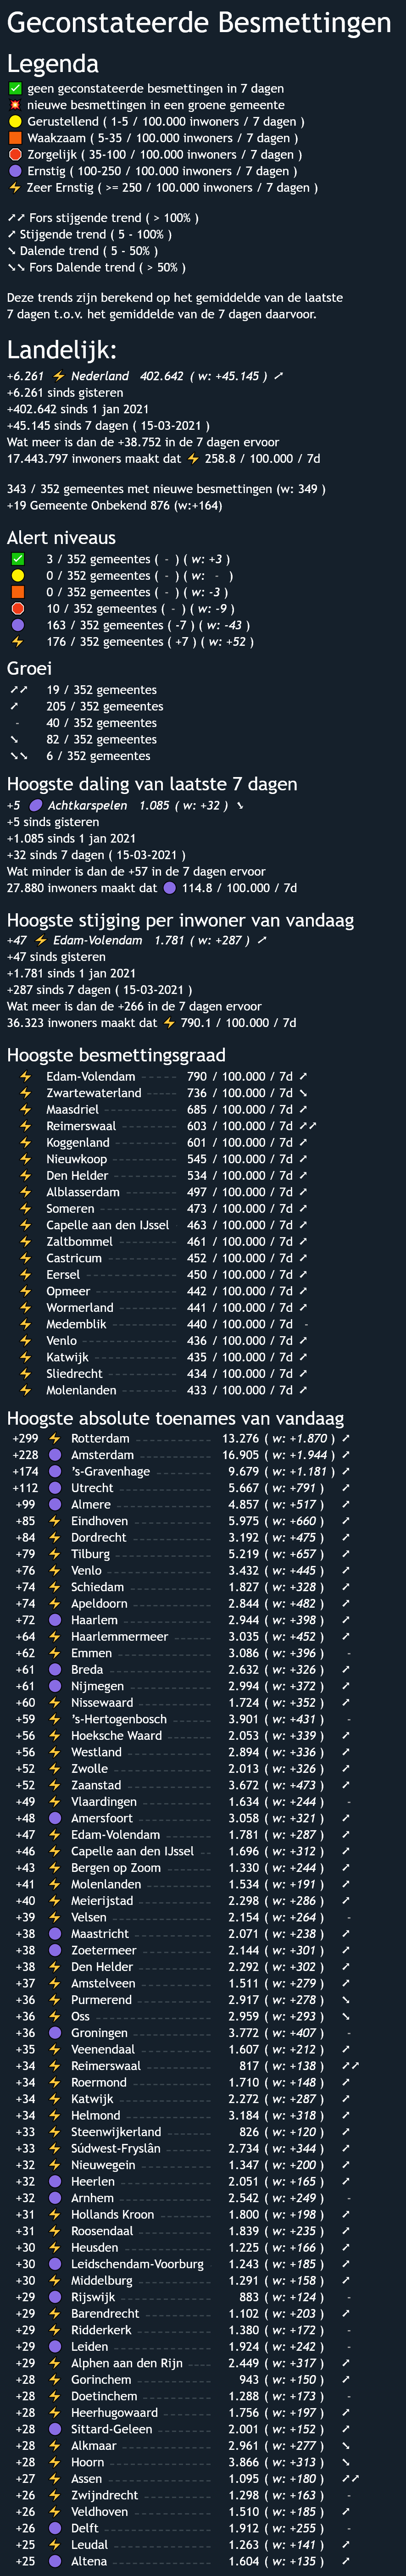 Geconstateerde Besmettingen
Legenda
✅ geen geconstateerde besmettingen in 7 dagen
💥 nieuwe besmettingen in een groene gemeente
🟡 Gerustellend ( 1-5 / 100.000 inwoners / 7 dagen )
🟧 Waakzaam ( 5-35 / 100.000 inwoners / 7 dagen )
🛑 Zorgelijk ( 35-100 / 100.000 inwoners / 7 dagen )
🟣 Ernstig ( 100-250 / 100.000 inwoners / 7 dagen )
⚡ Zeer Ernstig ( >= 250 / 100.000 inwoners / 7 dagen )
⤤⤤ Fors stijgende trend ( > 100% )
⤤ Stijgende trend ( 5 - 100% )
⤥ Dalende trend ( 5 - 50% )
⤥⤥ Fors Dalende trend ( > 50% )
Deze trends zijn berekend op het gemiddelde van de laatste
7 dagen t.o.v. het gemiddelde van de 7 dagen daarvoor.
Landelijk:
+6.261 ⚡ Nederland 402.642 ( w: +45.145 ) ⤤
+6.261 sinds gisteren
+402.642 sinds 1 jan 2021
+45.145 sinds 7 dagen ( 15-03-2021 )
Wat meer is dan de +38.752 in de 7 dagen ervoor
17.443.797 inwoners maakt dat ⚡ 258.8 / 100.000 / 7d
343 / 352 gemeentes met nieuwe besmettingen (w: 349 )
+19 Gemeente Onbekend 876 (w:+164)
Alert niveaus
✅ 3 / 352 gemeentes ( - ) ( w: +3 )
🟡 0 / 352 gemeentes ( - ) ( w: - )
🟧 0 / 352 gemeentes ( - ) ( w: -3 )
🛑 10 / 352 gemeentes ( - ) ( w: -9 )
🟣 163 / 352 gemeentes ( -7 ) ( w: -43 )
⚡ 176 / 352 gemeentes ( +7 ) ( w: +52 )
Groei
⤤⤤ 19 / 352 gemeentes
⤤ 205 / 352 gemeentes
- 40 / 352 gemeentes
⤥ 82 / 352 gemeentes
⤥⤥ 6 / 352 gemeentes
Hoogste daling van laatste 7 dagen
+5 🟣 Achtkarspelen 1.085 ( w: +32 ) ⤥
+5 sinds gisteren
+1.085 sinds 1 jan 2021
+32 sinds 7 dagen ( 15-03-2021 )
Wat minder is dan de +57 in de 7 dagen ervoor
27.880 inwoners maakt dat 🟣 114.8 / 100.000 / 7d
Hoogste stijging per inwoner van vandaag
+47 ⚡ Edam-Volendam 1.781 ( w: +287 ) ⤤
+47 sinds gisteren
+1.781 sinds 1 jan 2021
+287 sinds 7 dagen ( 15-03-2021 )
Wat meer is dan de +266 in de 7 dagen ervoor
36.323 inwoners maakt dat ⚡ 790.1 / 100.000 / 7d
Hoogste besmettingsgraad
⚡ Edam-Volendam 790 / 100.000 / 7d ⤤
⚡ Zwartewaterland 736 / 100.000 / 7d ⤥
⚡ Maasdriel 685 / 100.000 / 7d ⤤
⚡ Reimerswaal 603 / 100.000 / 7d ⤤⤤
⚡ Koggenland 601 / 100.000 / 7d ⤤
⚡ Nieuwkoop 545 / 100.000 / 7d ⤤
⚡ Den Helder 534 / 100.000 / 7d ⤤
⚡ Alblasserdam 497 / 100.000 / 7d ⤤
⚡ Someren 473 / 100.000 / 7d ⤤
⚡ Capelle aan den IJssel 463 / 100.000 / 7d ⤤
⚡ Zaltbommel 461 / 100.000 / 7d ⤤
⚡ Castricum 452 / 100.000 / 7d ⤤
⚡ Eersel 450 / 100.000 / 7d ⤤
⚡ Opmeer 442 / 100.000 / 7d ⤤
⚡ Wormerland 441 / 100.000 / 7d ⤤
⚡ Medemblik 440 / 100.000 / 7d -
⚡ Venlo 436 / 100.000 / 7d ⤤
⚡ Katwijk 435 / 100.000 / 7d ⤤
⚡ Sliedrecht 434 / 100.000 / 7d ⤤
⚡ Molenlanden 433 / 100.000 / 7d ⤤
Hoogste absolute toenames van vandaag
+299 ⚡ Rotterdam 13.276 ( w: +1.870 ) ⤤
+228 🟣 Amsterdam 16.905 ( w: +1.944 ) ⤤
+174 🟣 's-Gravenhage 9.679 ( w: +1.181 ) ⤤
+112 🟣 Utrecht 5.667 ( w: +791 ) ⤤
+99 🟣 Almere 4.857 ( w: +517 ) ⤤
+85 ⚡ Eindhoven 5.975 ( w: +660 ) ⤤
+84 ⚡ Dordrecht 3.192 ( w: +475 ) ⤤
+79 ⚡ Tilburg 5.219 ( w: +657 ) ⤤
+76 ⚡ Venlo 3.432 ( w: +445 ) ⤤
+74 ⚡ Schiedam 1.827 ( w: +328 ) ⤤
+74 ⚡ Apeldoorn 2.844 ( w: +482 ) ⤤
+72 🟣 Haarlem 2.944 ( w: +398 ) ⤤
+64 ⚡ Haarlemmermeer 3.035 ( w: +452 ) ⤤
+62 ⚡ Emmen 3.086 ( w: +396 ) -
+61 🟣 Breda 2.632 ( w: +326 ) ⤤
+61 🟣 Nijmegen 2.994 ( w: +372 ) ⤤
+60 ⚡ Nissewaard 1.724 ( w: +352 ) ⤤
+59 ⚡ 's-Hertogenbosch 3.901 ( w: +431 ) -
+56 ⚡ Hoeksche Waard 2.053 ( w: +339 ) ⤤
+56 ⚡ Westland 2.894 ( w: +336 ) ⤤
+52 ⚡ Zwolle 2.013 ( w: +326 ) ⤤
+52 ⚡ Zaanstad 3.672 ( w: +473 ) ⤤
+49 ⚡ Vlaardingen 1.634 ( w: +244 ) -
+48 🟣 Amersfoort 3.058 ( w: +321 ) ⤤
+47 ⚡ Edam-Volendam 1.781 ( w: +287 ) ⤤
+46 ⚡ Capelle aan den IJssel 1.696 ( w: +312 ) ⤤
+43 ⚡ Bergen op Zoom 1.330 ( w: +244 ) ⤤
+41 ⚡ Molenlanden 1.534 ( w: +191 ) ⤤
+40 ⚡ Meierijstad 2.298 ( w: +286 ) ⤤
+39 ⚡ Velsen 2.154 ( w: +264 ) -
+38 🟣 Maastricht 2.071 ( w: +238 ) ⤤
+38 🟣 Zoetermeer 2.144 ( w: +301 ) ⤤
+38 ⚡ Den Helder 2.292 ( w: +302 ) ⤤
+37 ⚡ Amstelveen 1.511 ( w: +279 ) ⤤
+36 ⚡ Purmerend 2.917 ( w: +278 ) ⤥
+36 ⚡ Oss 2.959 ( w: +293 ) ⤥
+36 🟣 Groningen 3.772 ( w: +407 ) -
+35 ⚡ Veenendaal 1.607 ( w: +212 ) ⤤
+34 ⚡ Reimerswaal 817 ( w: +138 ) ⤤⤤
+34 ⚡ Roermond 1.710 ( w: +148 ) ⤤
+34 ⚡ Katwijk 2.272 ( w: +287 ) ⤤
+34 ⚡ Helmond 3.184 ( w: +318 ) ⤤
+33 ⚡ Steenwijkerland 826 ( w: +120 ) ⤤
+33 ⚡ Súdwest-Fryslân 2.734 ( w: +344 ) ⤤
+32 ⚡ Nieuwegein 1.347 ( w: +200 ) ⤤
+32 🟣 Heerlen 2.051 ( w: +165 ) ⤤
+32 🟣 Arnhem 2.542 ( w: +249 ) -
+31 ⚡ Hollands Kroon 1.800 ( w: +198 ) ⤤
+31 ⚡ Roosendaal 1.839 ( w: +235 ) ⤤
+30 ⚡ Heusden 1.225 ( w: +166 ) ⤤
+30 🟣 Leidschendam-Voorburg 1.243 ( w: +185 ) ⤤
+30 ⚡ Middelburg 1.291 ( w: +158 ) ⤤
+29 🟣 Rijswijk 883 ( w: +124 ) -
+29 ⚡ Barendrecht 1.102 ( w: +203 ) ⤤
+29 ⚡ Ridderkerk 1.380 ( w: +172 ) -
+29 🟣 Leiden 1.924 ( w: +242 ) -
+29 ⚡ Alphen aan den Rijn 2.449 ( w: +317 ) ⤤
+28 ⚡ Gorinchem 943 ( w: +150 ) ⤤
+28 ⚡ Doetinchem 1.288 ( w: +173 ) -
+28 ⚡ Heerhugowaard 1.756 ( w: +197 ) ⤤
+28 🟣 Sittard-Geleen 2.001 ( w: +152 ) ⤤
+28 ⚡ Alkmaar 2.961 ( w: +277 ) ⤥
+28 ⚡ Hoorn 3.866 ( w: +313 ) ⤥
+27 ⚡ Assen 1.095 ( w: +180 ) ⤤⤤
+26 ⚡ Zwijndrecht 1.298 ( w: +163 ) -
+26 ⚡ Veldhoven 1.510 ( w: +185 ) ⤤
+26 🟣 Delft 1.912 ( w: +255 ) -
+25 ⚡ Leudal 1.263 ( w: +141 ) ⤤
+25 🟣 Altena 1.604 ( w: +135 ) ⤤